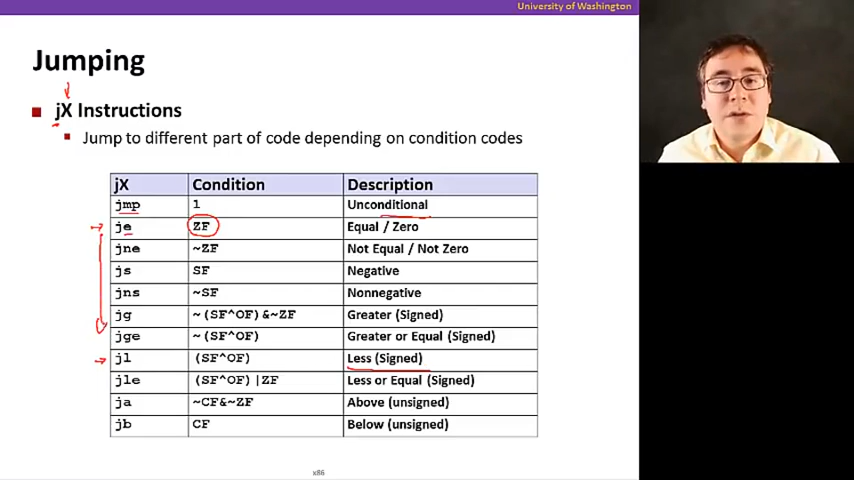 University of Washington
Jumping
jX Instructions
Jump to different part of code depending on condition codes
jX Condition Description
jmp 1 Unconditional
je ZF Equal / Zero
jne ~ZF Not Equal / Not Zero
js SF Negative
jns ~SF Nonnegative
jg ~(SF^OF)&~ZF Greater (Signed)
jge ~(SF^OF) Greater or Equal (Signed)
jl (SF^OF) Less (Signed)
jle (SF^OF)|ZF Less or Equal (Signed)
ja ~CF&~ZF Above (unsigned)
jb CF Below (unsigned)
x86